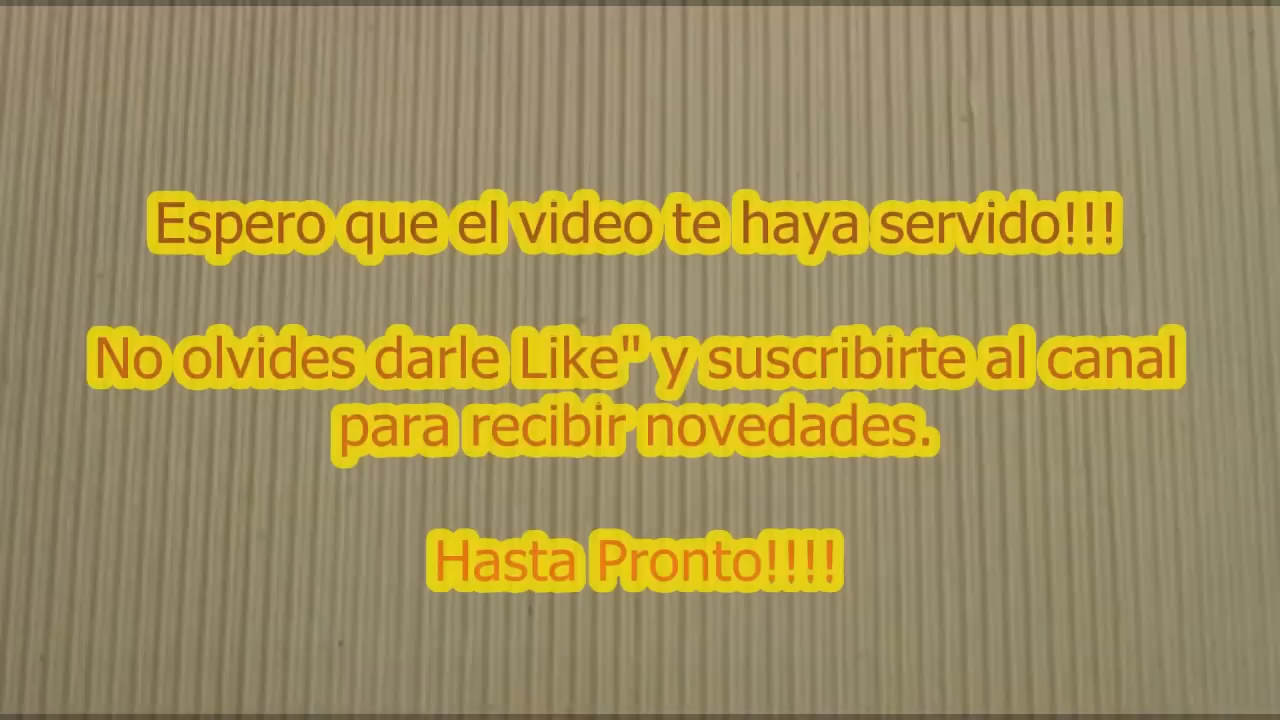 Espero que el video te haya servido!!!
No olvides darle Like" y suscribirte al canal
para recibir novedades.
Hasta Pronto!!!!